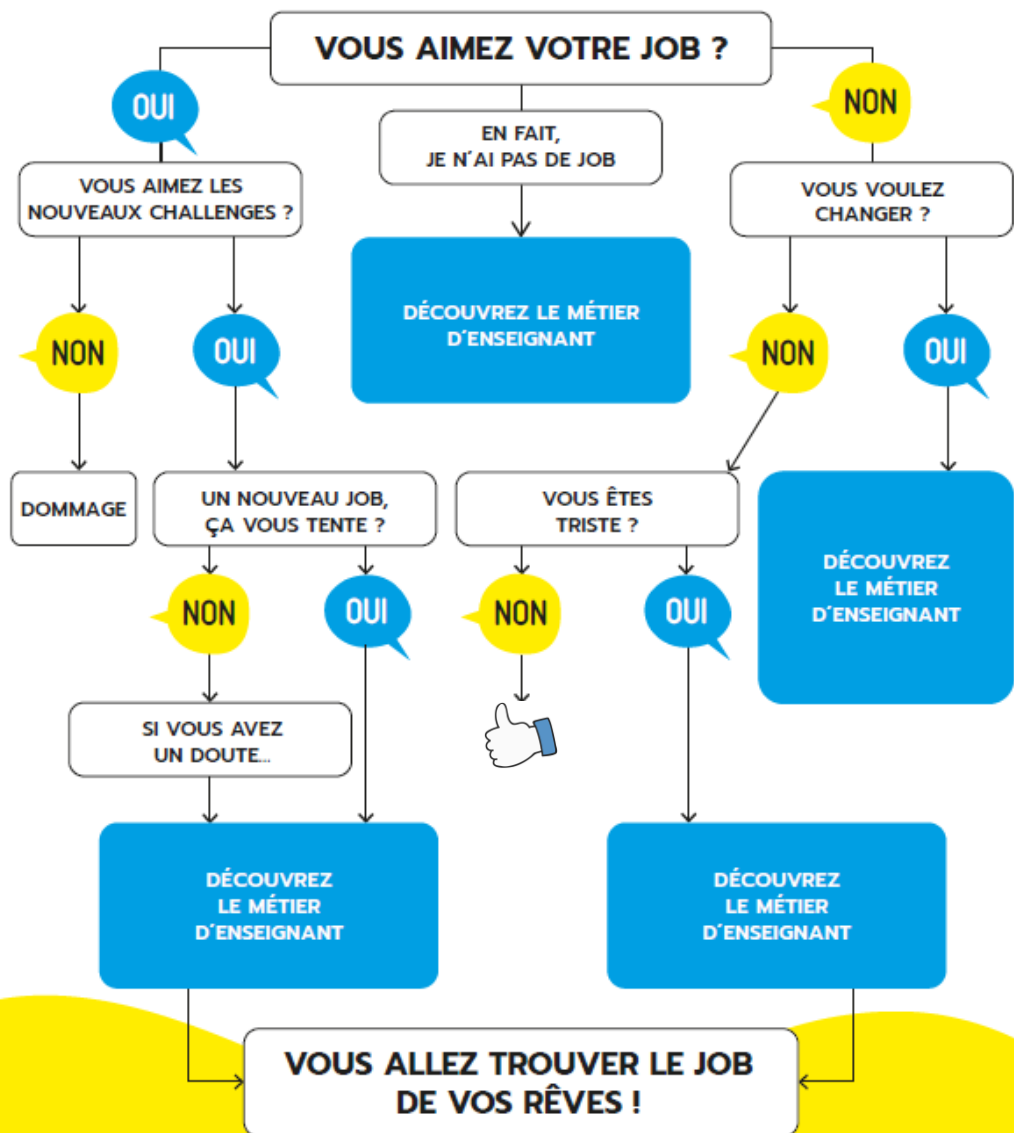 VOUS AIMEZ VOTRE JOB ?
OUI
NON
EN FAIT,
JE N'AI PAS DE JOB
VOUS AIMEZ LES
NOUVEAUX CHALLENGES ?
VOUS VOULEZ
CHANGER ?
DÉCOUVREZ LE MÉTIER
D'ENSEIGNANT
NON
OUI
NON
OUI
DOMMAGE
UN NOUVEAU JOB,
ÇA VOUS TENTE ?
VOUS ÊTES
TRISTE ?
DÉCOUVREZ
LE MÉTIER
D'ENSEIGNANT
NON
OUI
NON
OUI
SI VOUS AVEZ
UN DOUTE...
DÉCOUVREZ
LE MÉTIER
D'ENSEIGNANT
DÉCOUVREZ
LE MÉTIER
D'ENSEIGNANT
VOUS ALLEZ TROUVER LE JOB
DE VOS RÊVES !